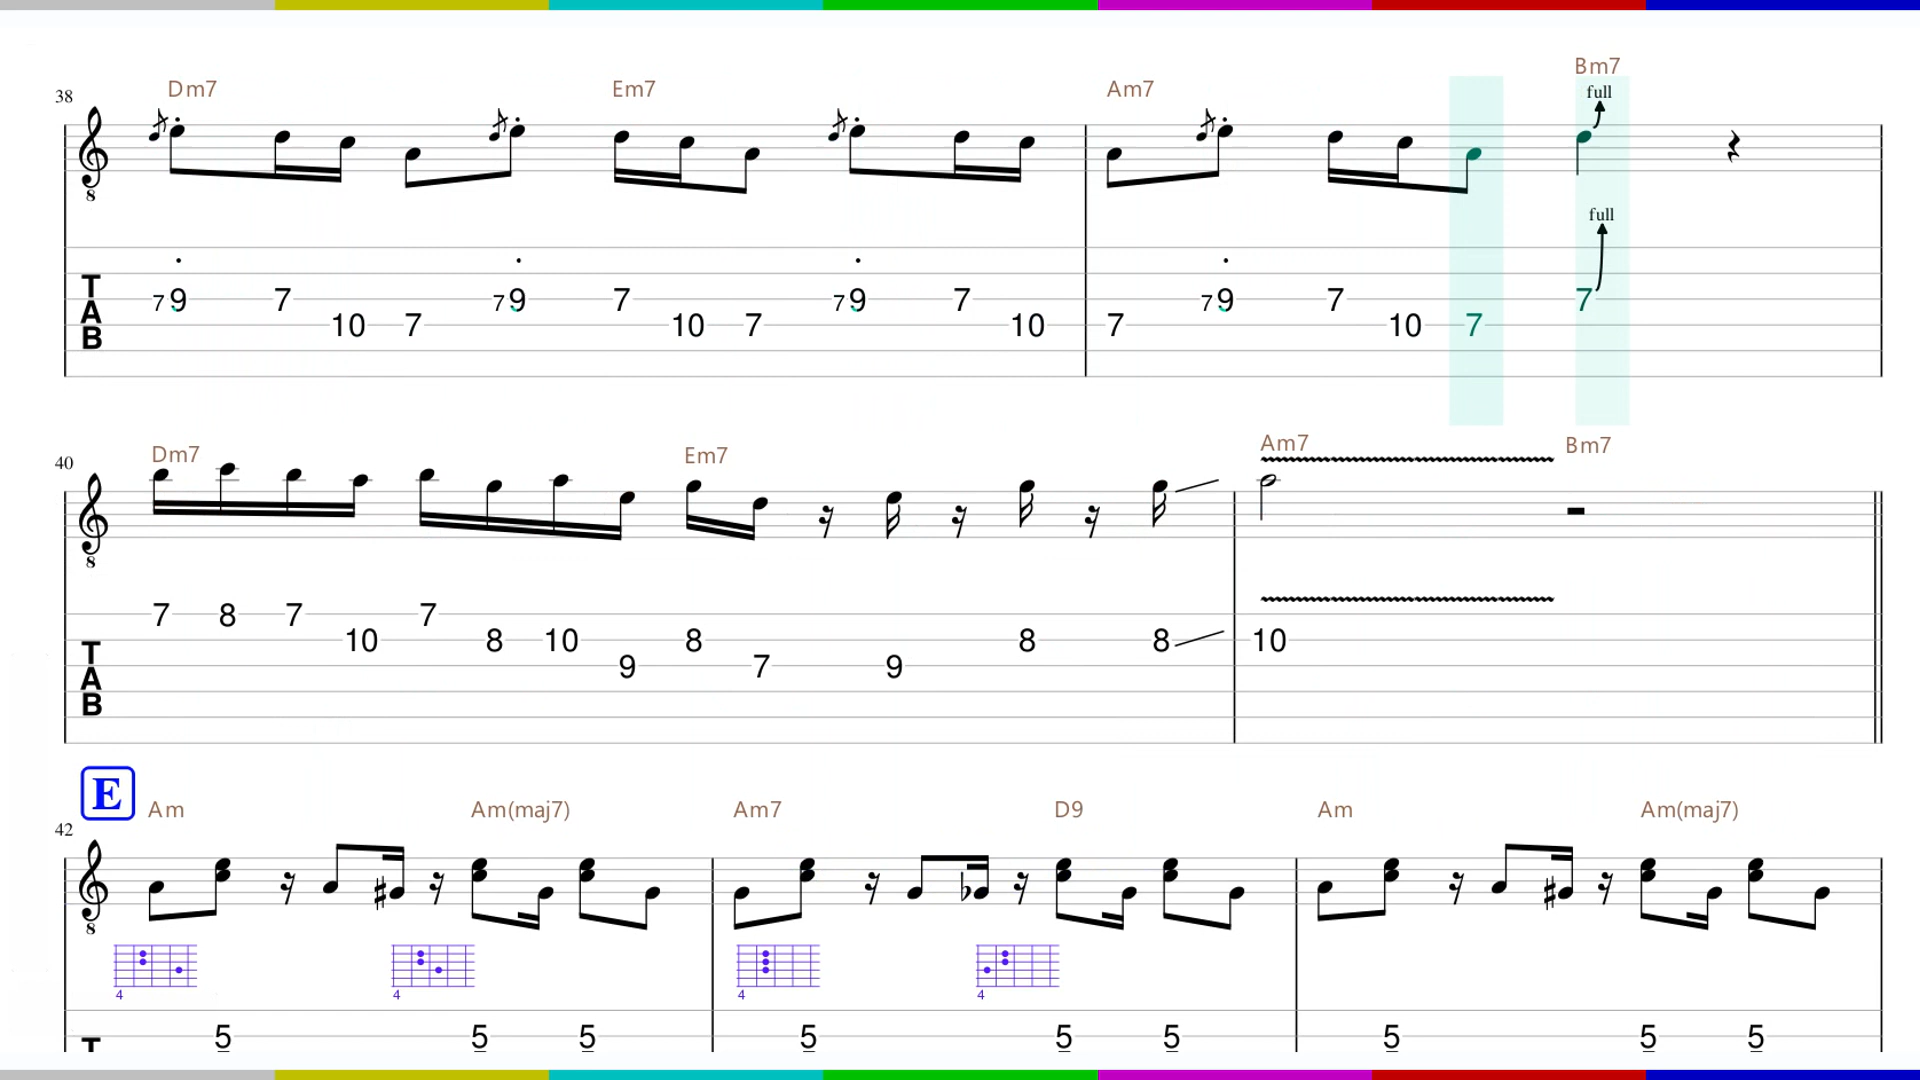 Bm7
Dm7 Em7 Am7 full
38
8
full
T 7 9 7 7 9 7 7 9 7 7 9 7 7
A 10 7 10 7 10 7 10 7
B
Dm7 Em7 Am7 Bm7
40
8
7 8 7 7
10 8 10 8 8 8 10
T 9 7 9
A
B
E Am Am(maj7) Am7 D9 Am Am(maj7)
42
8
4 4 4 4
5 5 5 5 5 5 5 5 5
T